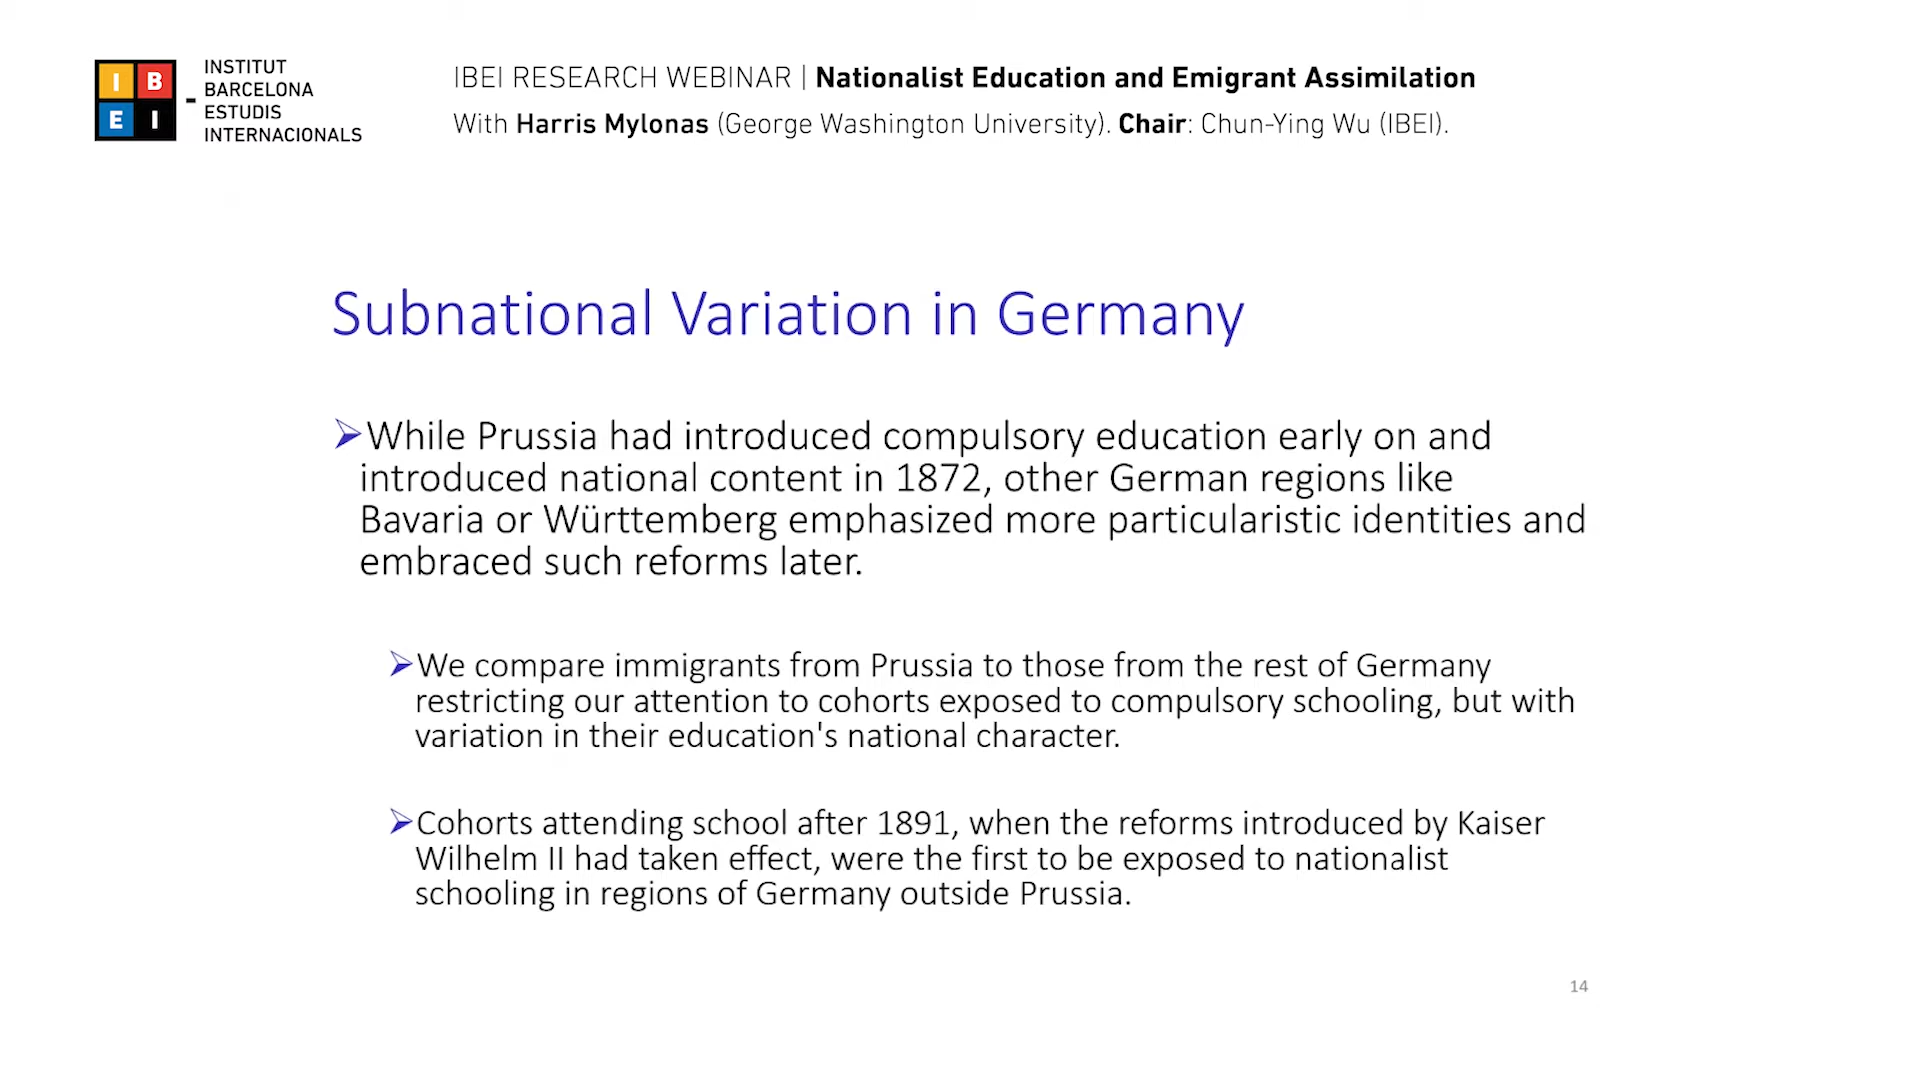 I B
E I
INSTITUT
BARCELONA
ESTUDIS
INTERNACIONALS
IBEI RESEARCH WEBINAR | Nationalist Education and Emigrant Assimilation
With Harris Mylonas (George Washington University). Chair: Chun-Ying Wu (IBEI).
Subnational Variation in Germany
While Prussia had introduced compulsory education early on and
introduced national content in 1872, other German regions like
Bavaria or Württemberg emphasized more particularistic identities and
embraced such reforms later.
We compare immigrants from Prussia to those from the rest of Germany
restricting our attention to cohorts exposed to compulsory schooling, but with
variation in their education's national character.
Cohorts attending school after 1891, when the reforms introduced by Kaiser
Wilhelm II had taken effect, were the first to be exposed to nationalist
schooling in regions of Germany outside Prussia.
14